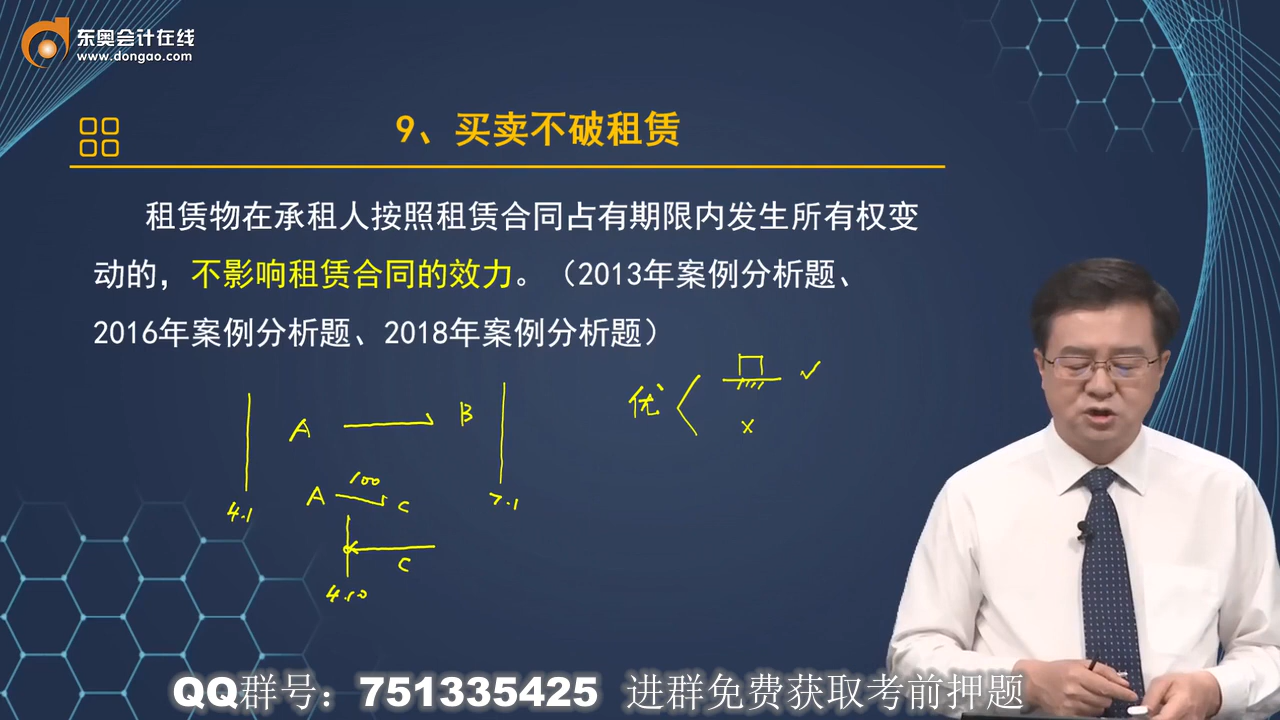 东奥会计在线
www.dongao.com
9、买卖不破租赁
租赁物在承租人按照租赁合同占有期限内发生所有权变
动的，不影响租赁合同的效力。（2013年案例分析题、
2016年案例分析题、2018年案例分析题）
优
A B
×
100
A C
4.1 7.1
C
4.10
QQ群号：751335425 进群免费获取考前押题